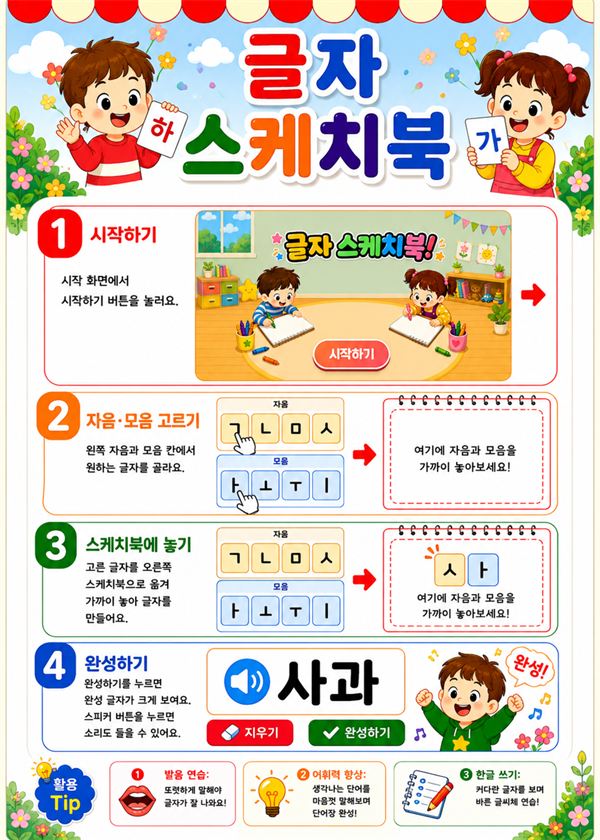 글자
스케치북
하
가
1 시작하기
시작 화면에서
시작하기 버튼을 눌러요.
글자 스케치북!
시작하기
2 자음·모음 고르기
왼쪽 자음과 모음 칸에서
원하는 글자를 골라요.
자음
ㄱ ㄴ ㅁ ㅅ
모음
ㅏ ㅗ ㅜ ㅣ
여기에 자음과 모음을
가까이 놓아보세요!
3 스케치북에 놓기
고른 글자를 오른쪽
스케치북으로 옮겨
가까이 놓아 글자를
만들어요.
자음
ㄱ ㄴ ㅁ ㅅ
모음
ㅏ ㅗ ㅜ ㅣ
ㅅ ㅏ
여기에 자음과 모음을
가까이 놓아보세요!
4 완성하기
완성하기를 누르면
완성 글자가 크게 보여요.
스피커 버튼을 누르면
소리도 들을 수 있어요.
사과
지우기
완성하기
완성!
활용
Tip
1 발음 연습:
또렷하게 말해야
글자가 잘 나와요!
2 어휘력 향상:
생각나는 단어를
마음껏 말해보며
단어장 완성!
3 한글 쓰기:
커다란 글자를 보며
바른 글씨체 연습!